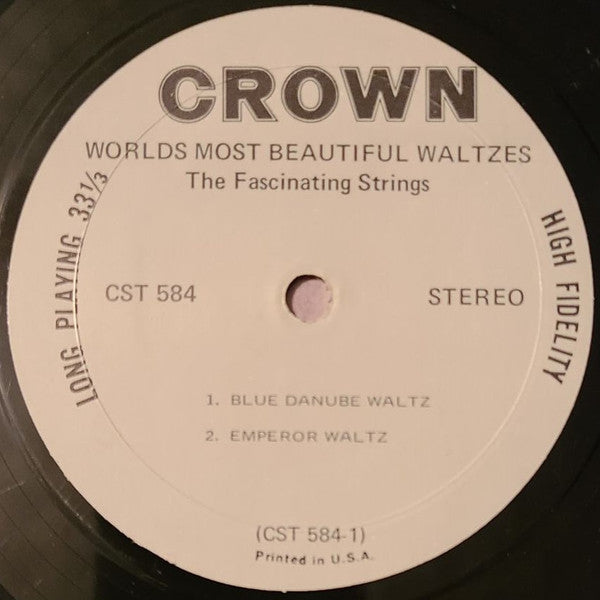 CROWN
WORLDS MOST BEAUTIFUL WALTZES
The Fascinating Strings
LONG PLAYING 33⅓
HIGH FIDELITY
CST 584
STEREO
1. BLUE DANUBE WALTZ
2. EMPEROR WALTZ
(CST 584-1)
Printed in U.S.A.